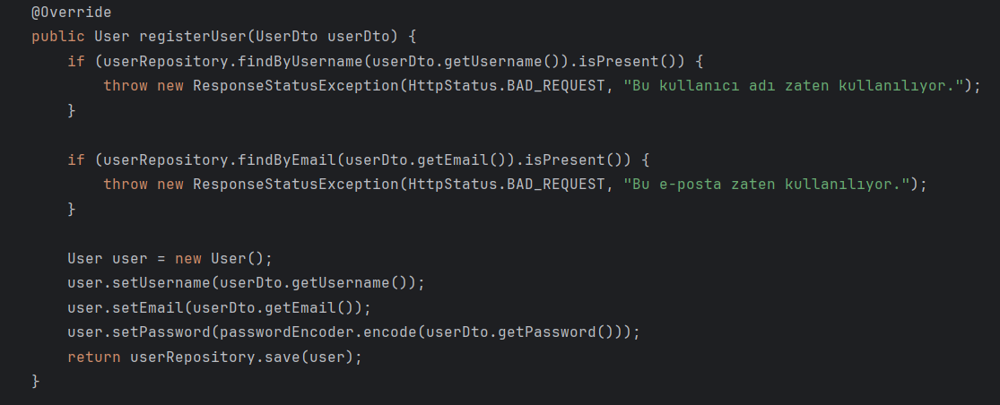 @Override
public User registerUser(UserDto userDto) {
if (userRepository.findByUsername(userDto.getUsername()).isPresent()) {
throw new ResponseStatusException(HttpStatus.BAD_REQUEST, "Bu kullanıcı adı zaten kullanılıyor.");
}
if (userRepository.findByEmail(userDto.getEmail()).isPresent()) {
throw new ResponseStatusException(HttpStatus.BAD_REQUEST, "Bu e-posta zaten kullanılıyor.");
}
User user = new User();
user.setUsername(userDto.getUsername());
user.setEmail(userDto.getEmail());
user.setPassword(passwordEncoder.encode(userDto.getPassword()));
return userRepository.save(user);
}